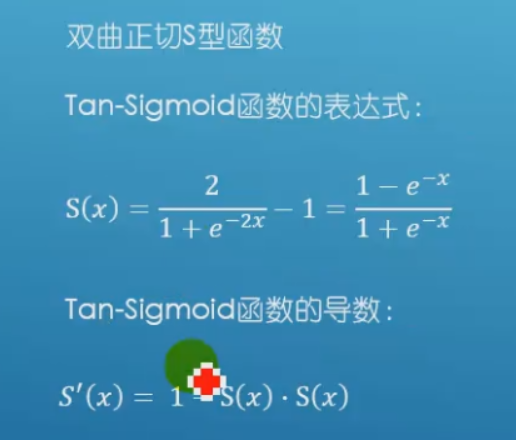 双曲正切S型函数
Tan-Sigmoid函数的表达式：
S(x) = \frac{2}{1 + e^{-2x}} - 1 = \frac{1 - e^{-x}}{1 + e^{-x}}
Tan-Sigmoid函数的导数：
S′(x) = 1 S(x) · S(x)